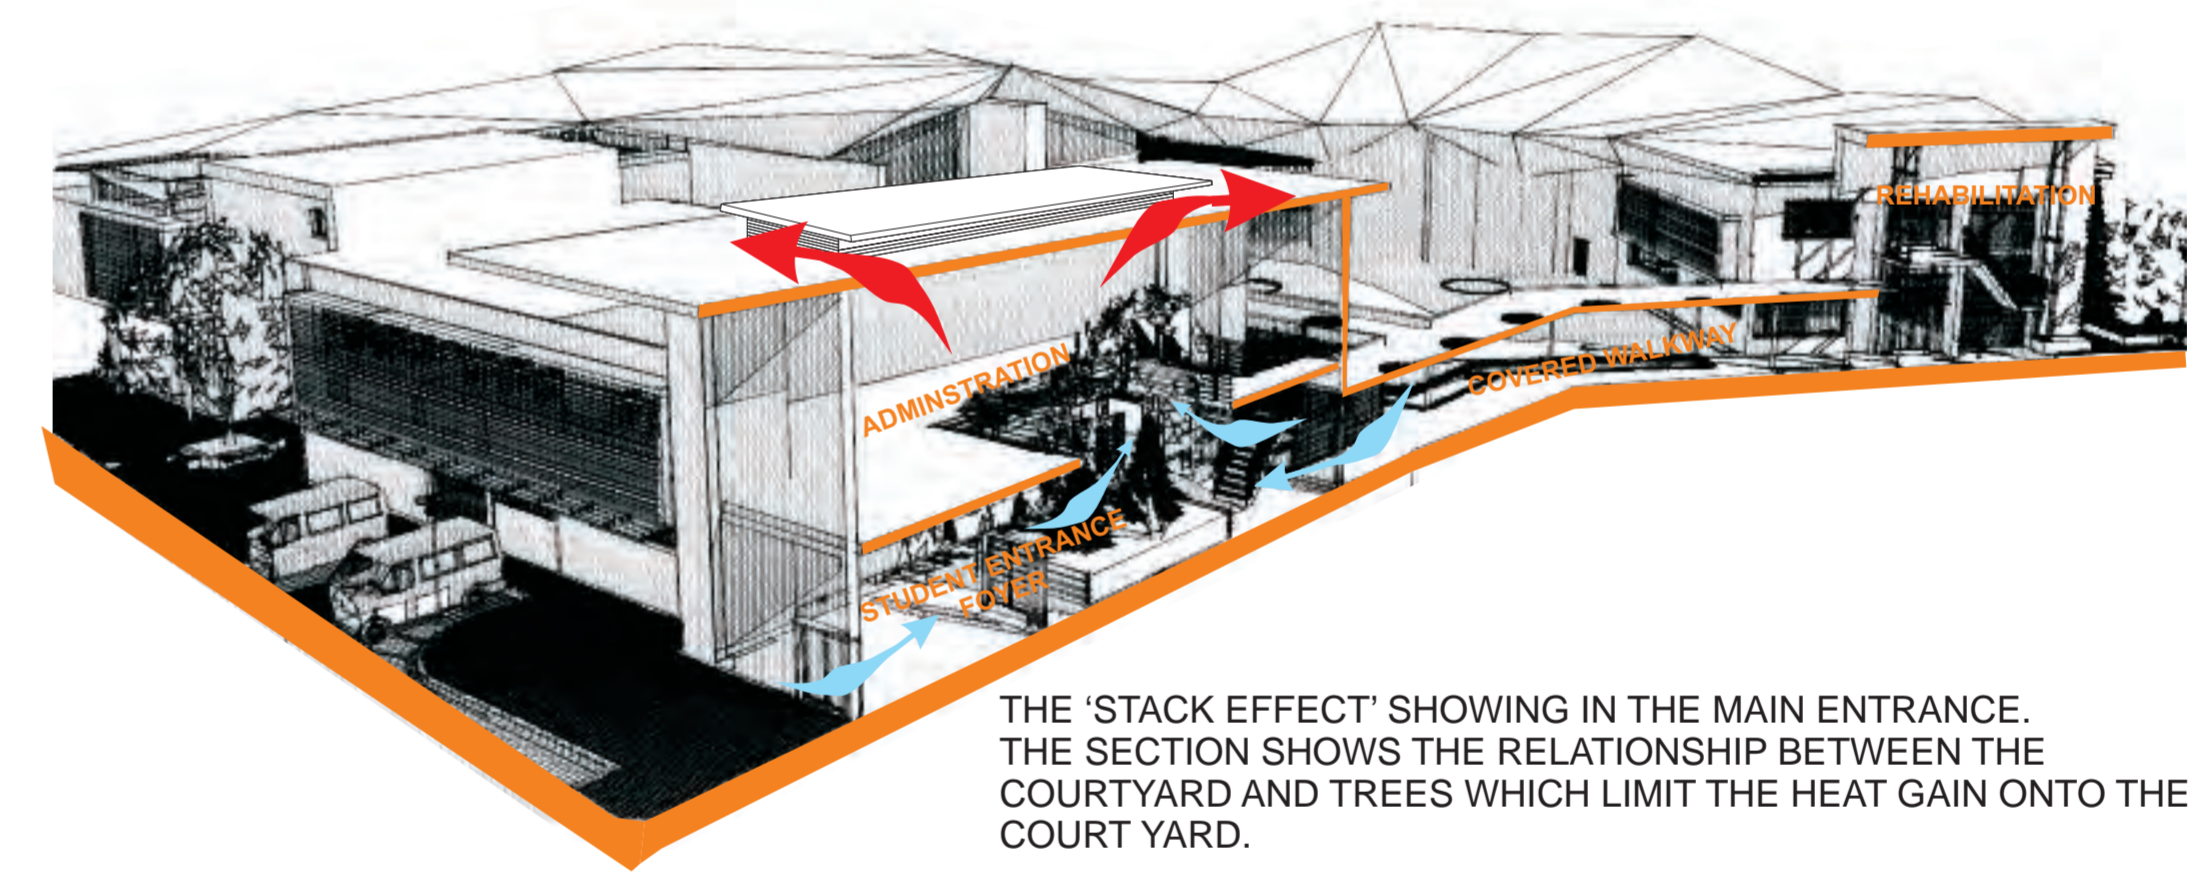 REHABILITATION
ADMINSTRATION
COVERED WALKWAY
STUDENT ENTRANCE
FOYER
THE ‘STACK EFFECT’ SHOWING IN THE MAIN ENTRANCE.
THE SECTION SHOWS THE RELATIONSHIP BETWEEN THE
COURTYARD AND TREES WHICH LIMIT THE HEAT GAIN ONTO THE
COURT YARD.